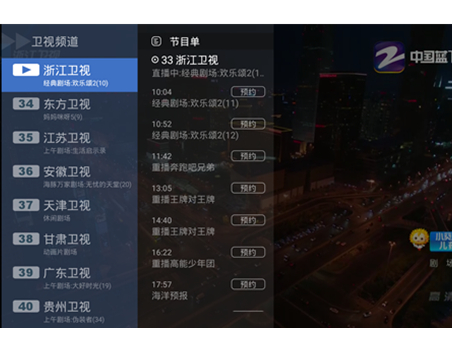 卫视频道
浙江卫视
经典剧场:欢乐颂2(10)
34 东方卫视
妈妈咪呀5(9)
35 江苏卫视
上午剧场:生活启示录
36 安徽卫视
海豚万家剧场:无忧的天堂(20)
37 天津卫视
休闲剧场
38 甘肃卫视
动画片剧场
39 广东卫视
上午剧场:大好时光(19)
40 贵州卫视
上午剧场:伪装者(34)
节目单
33 浙江卫视
直播中:经典剧场:欢乐颂2(1...
10:04 预约
经典剧场:欢乐颂2(11)
10:52 预约
经典剧场:欢乐颂2(12)
11:42 预约
重播奔跑吧兄弟
13:05 预约
重播王牌对王牌
14:40 预约
重播王牌对王牌
16:22 预约
重播高能少年团
17:57 预约
海洋预报
中国蓝
剧 场